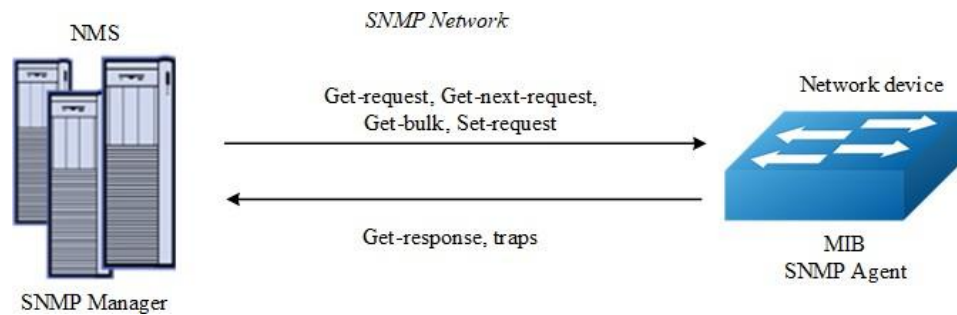 SNMP Network
NMS
Network device
Get-request, Get-next-request,
Get-bulk, Set-request
Get-response, traps
MIB
SNMP Agent
SNMP Manager